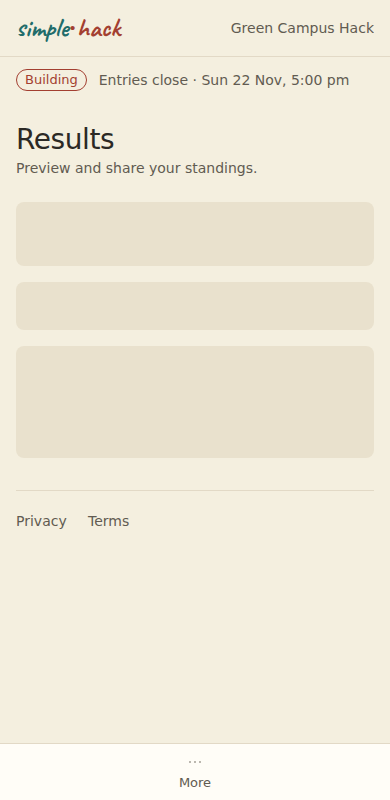 simple·hack
Green Campus Hack
Building
Entries close · Sun 22 Nov, 5:00 pm
Results
Preview and share your standings.
Privacy
Terms
...
More